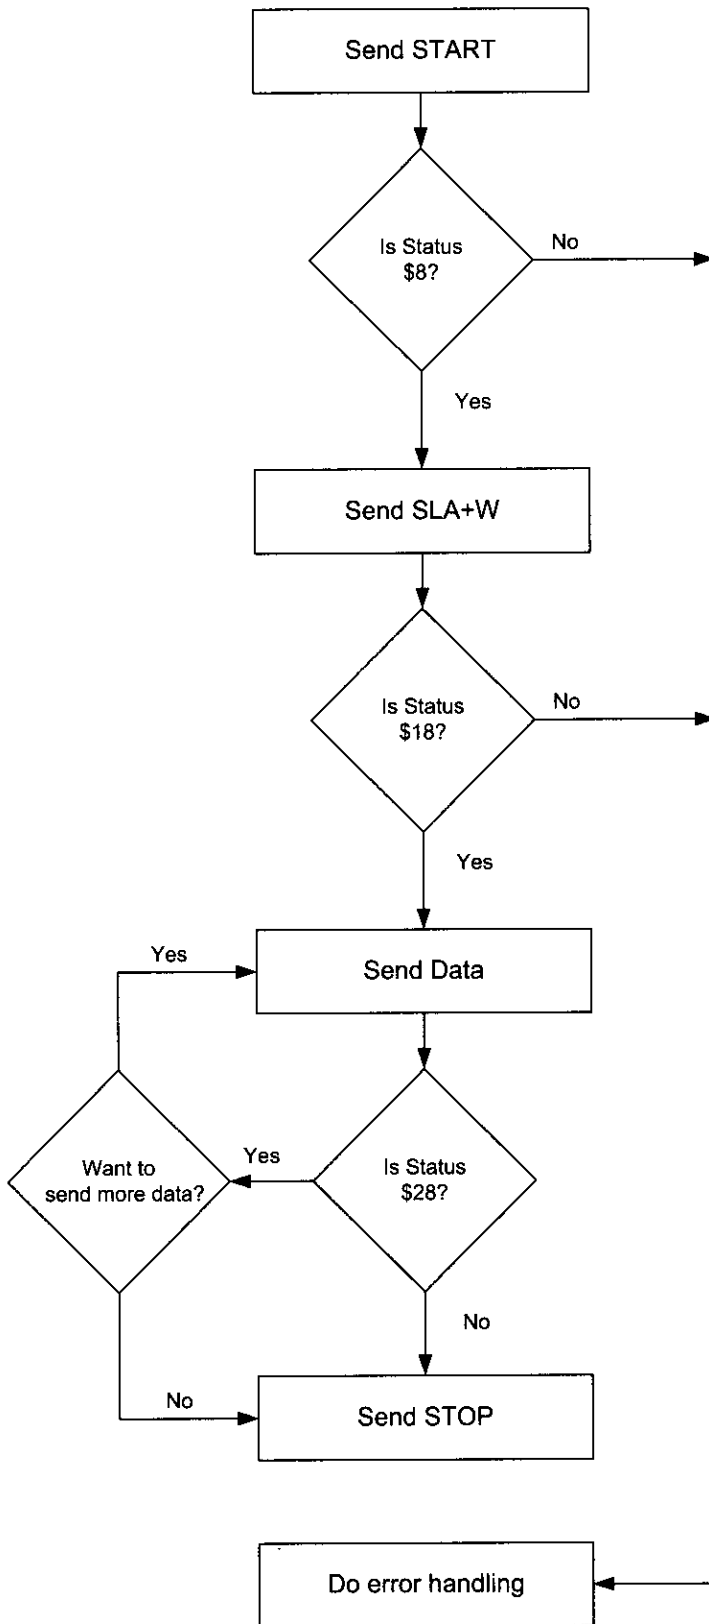 Send START
Is Status
$8?
No
Yes
Send SLA+W
Is Status
$18?
No
Yes
Yes
Send Data
Want to
send more data?
Yes
Is Status
$28?
No
No
Send STOP
Do error handling